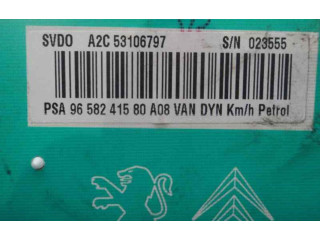 SVDO A2C 53106797 S/N 023555
PSA 96 582 415 80 A08 VAN DYN Km/h Petrol